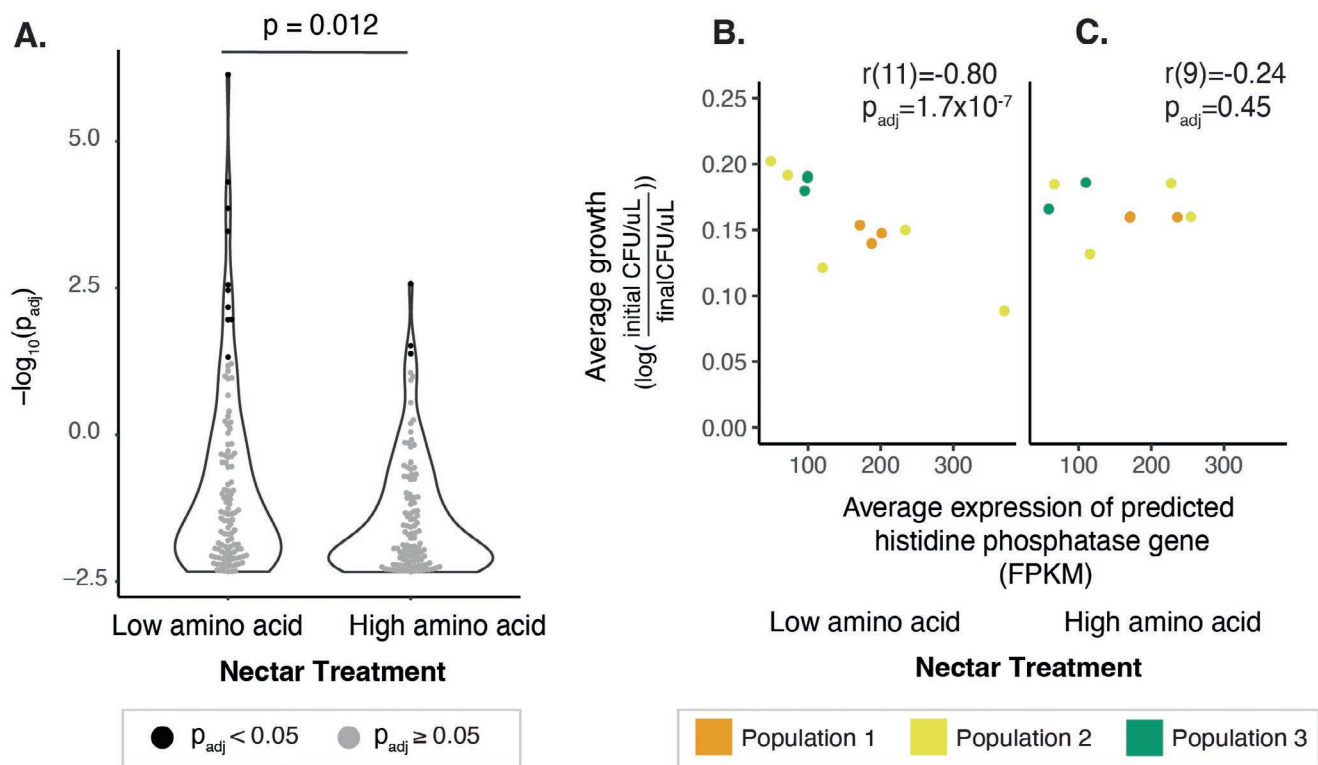 A.
p = 0.012
5.0
2.5
0.0
−2.5
−log10(padj)
Low amino acid
High amino acid
Nectar Treatment
padj < 0.05
padj ≥ 0.05
B.
r(11)=-0.80
padj=1.7x10-7
C.
r(9)=-0.24
padj=0.45
0.25
0.20
0.15
0.10
0.05
0.00
Average growth
(log( initial CFU/uL
finalCFU/uL ))
100 200 300
100 200 300
Average expression of predicted
histidine phosphatase gene
(FPKM)
Low amino acid
High amino acid
Nectar Treatment
Population 1
Population 2
Population 3